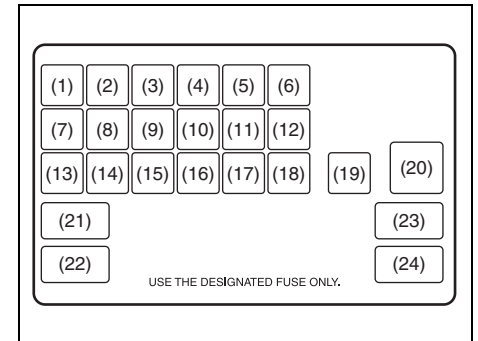 (1) (2) (3) (4) (5) (6)
(7) (8) (9) (10) (11) (12)
(13) (14) (15) (16) (17) (18) (19) (20)
(21) (23)
(22) (24)
USE THE DESIGNATED FUSE ONLY.